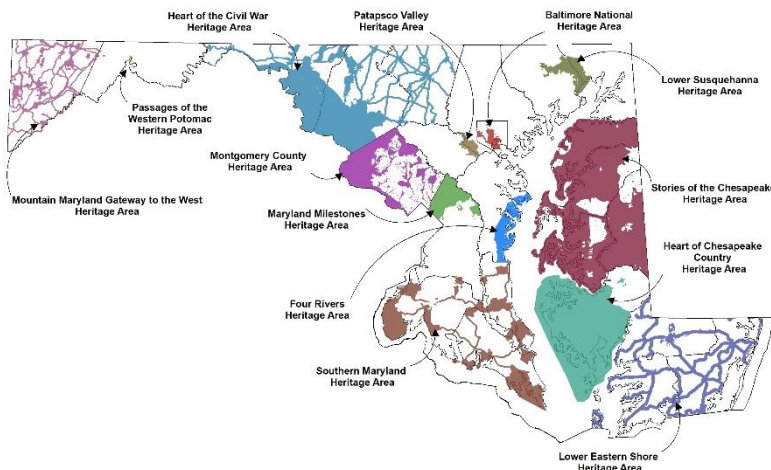 Heart of the Civil War
Heritage Area
Patapsco Valley
Heritage Area
Baltimore National
Heritage Area
Lower Susquehanna
Heritage Area
Passages of the
Western Potomac
Heritage Area
Montgomery County
Heritage Area
Mountain Maryland Gateway to the West
Heritage Area
Stories of the Chesapeake
Heritage Area
Maryland Milestones
Heritage Area
Heart of Chesapeake
Country
Heritage Area
Four Rivers
Heritage Area
Southern Maryland
Heritage Area
Lower Eastern Shore
Heritage Area